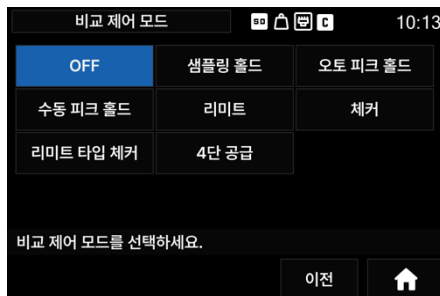 비교 제어 모드 SD C 10:13
OFF 샘플링 홀드 오토 피크 홀드
수동 피크 홀드 리미트 체커
리미트 타입 체커 4단 공급
비교 제어 모드를 선택하세요.
이전